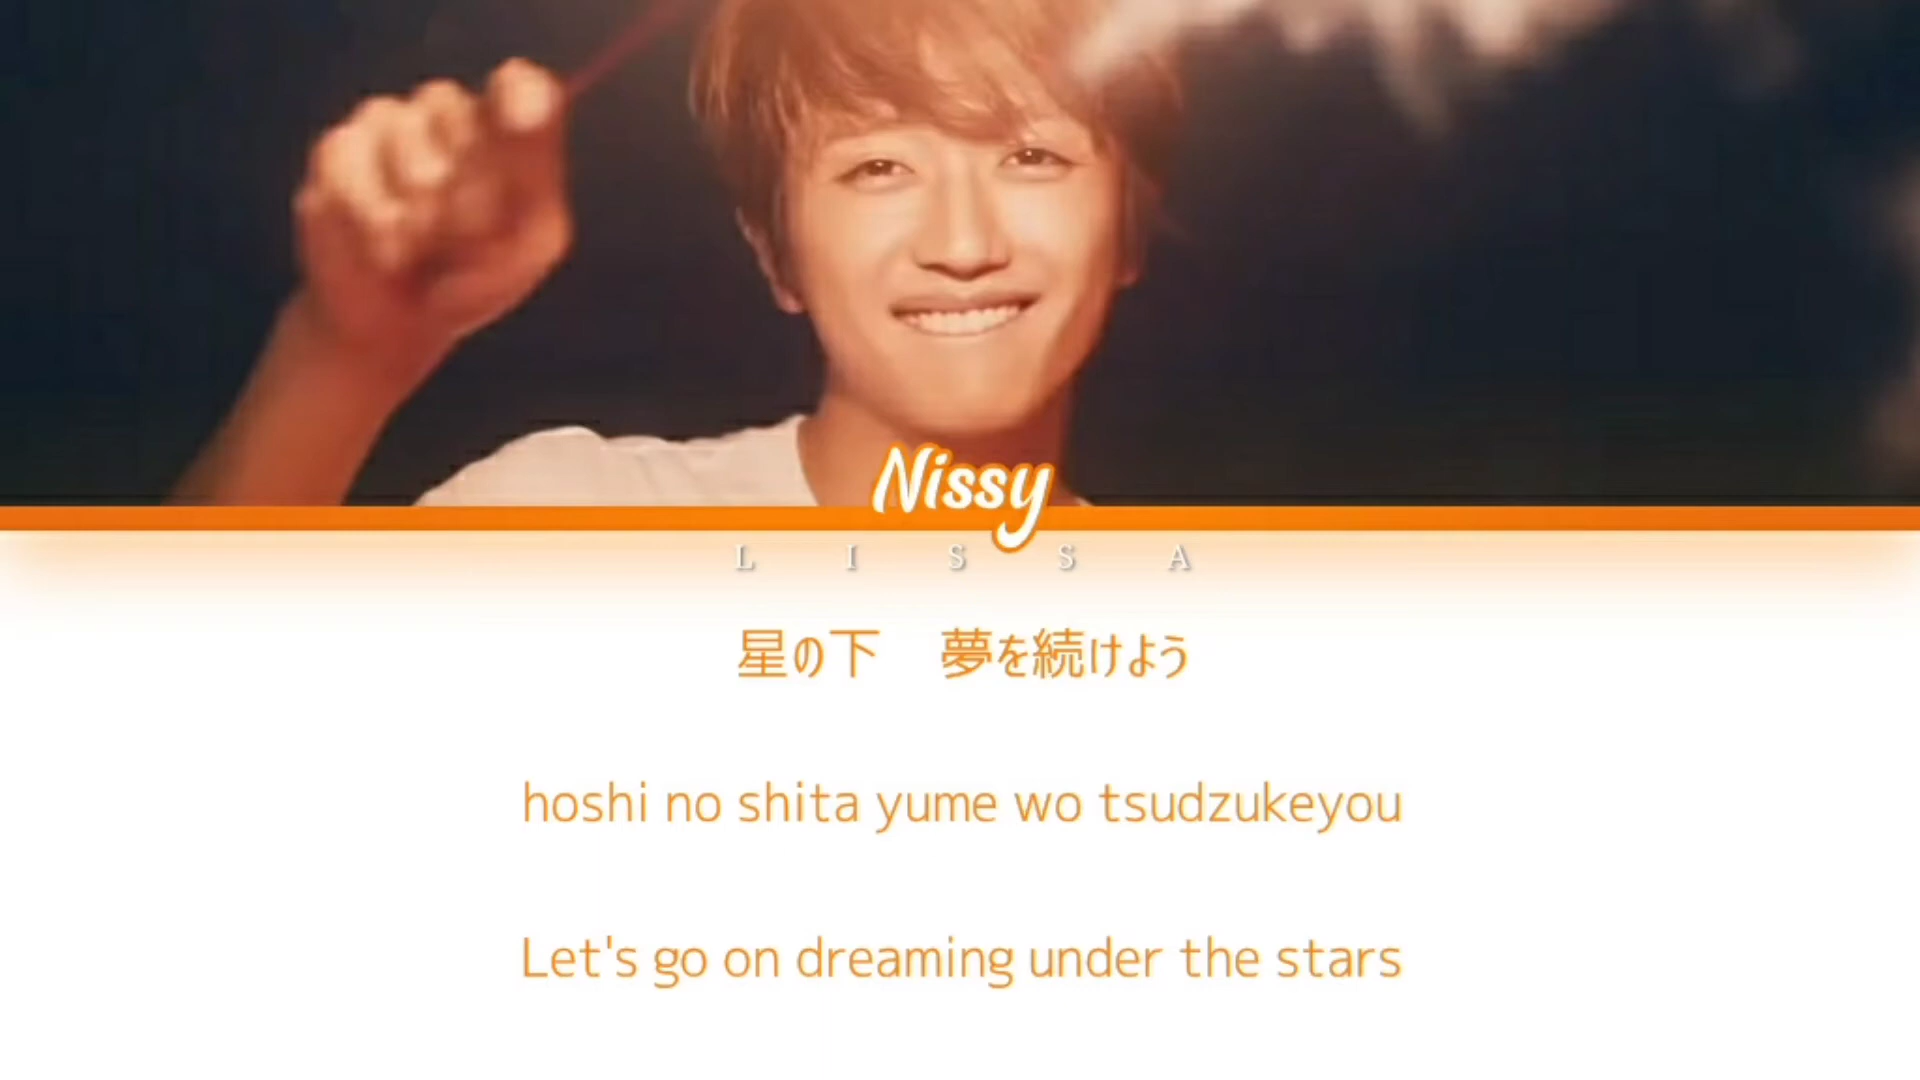 Nissy
L I S S A
星の下　夢を続けよう
hoshi no shita yume wo tsudzukeyou
Let's go on dreaming under the stars